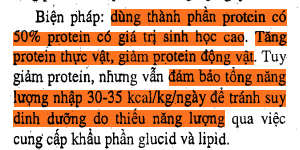 Biện pháp: dùng thành phần protein có
50% protein có giá trị sinh học cao. Tăng
protein thực vật, giảm protein động vật. Tuy
giảm protein, nhưng vẫn đảm bảo tổng năng
lượng nhập 30-35 kcal/kg/ngày để tránh suy
dinh dưỡng do thiếu năng lượng qua việc
cung cấp khẩu phần glucid và lipid.